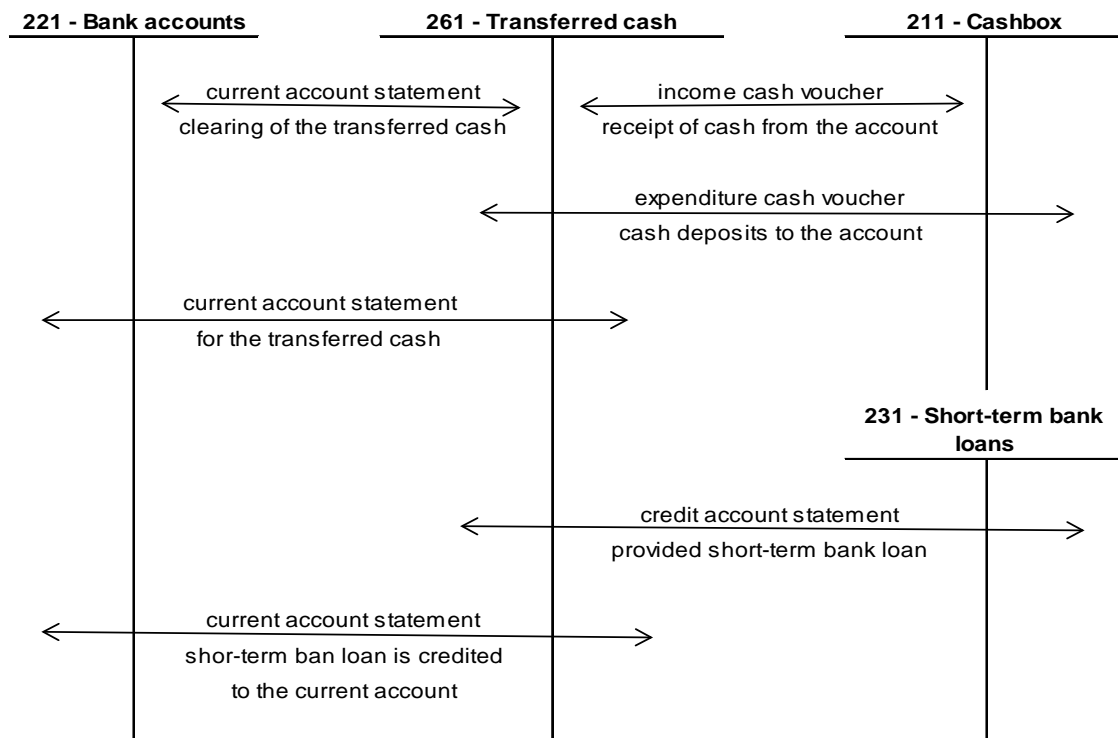 221 - Bank accounts
261 - Transferred cash
211 - Cashbox
current account statement
clearing of the transferred cash
income cash voucher
receipt of cash from the account
expenditure cash voucher
cash deposits to the account
current account statement
for the transferred cash
231 - Short-term bank
loans
credit account statement
provided short-term bank loan
current account statement
shor-term ban loan is credited
to the current account